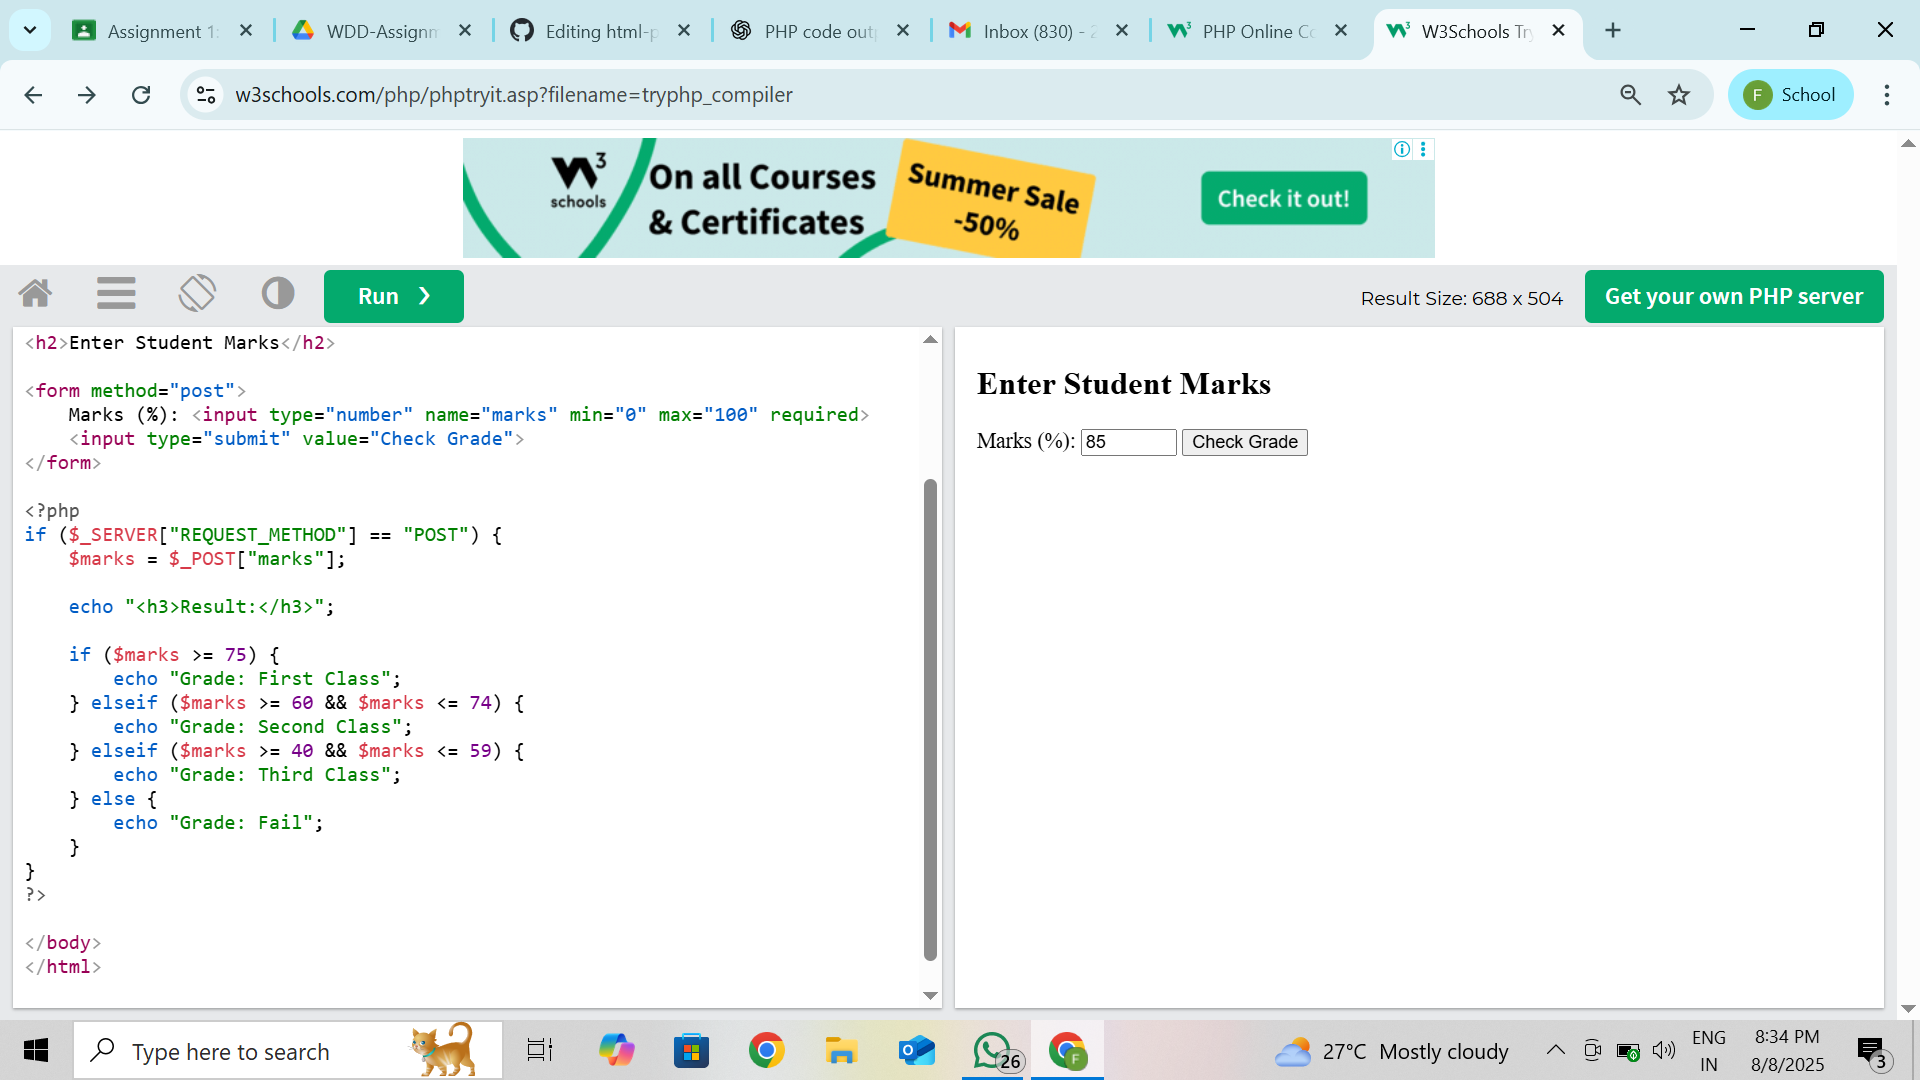 Assignment 1:
WDD-Assignm
Editing html-p
PHP code outp
Inbox (830) - 2
PHP Online Co
W3Schools Try
w3schools.com/php/phptryit.asp?filename=tryphp_compiler
F School
W3 schools
On all Courses
& Certificates
Summer Sale
-50%
Check it out!
Run ❯
Result Size: 688 x 504
Get your own PHP server
<h2>Enter Student Marks</h2>
<form method="post">
Marks (%): <input type="number" name="marks" min="0" max="100" required>
<input type="submit" value="Check Grade">
</form>
<?php
if ($_SERVER["REQUEST_METHOD"] == "POST") {
$marks = $_POST["marks"];
echo "<h3>Result:</h3>";
if ($marks >= 75) {
echo "Grade: First Class";
} elseif ($marks >= 60 && $marks <= 74) {
echo "Grade: Second Class";
} elseif ($marks >= 40 && $marks <= 59) {
echo "Grade: Third Class";
} else {
echo "Grade: Fail";
}
}
?>
</body>
</html>
Enter Student Marks
Marks (%): 85 Check Grade
Type here to search
26
F
27°C Mostly cloudy
ENG
IN
8:34 PM
8/8/2025
3